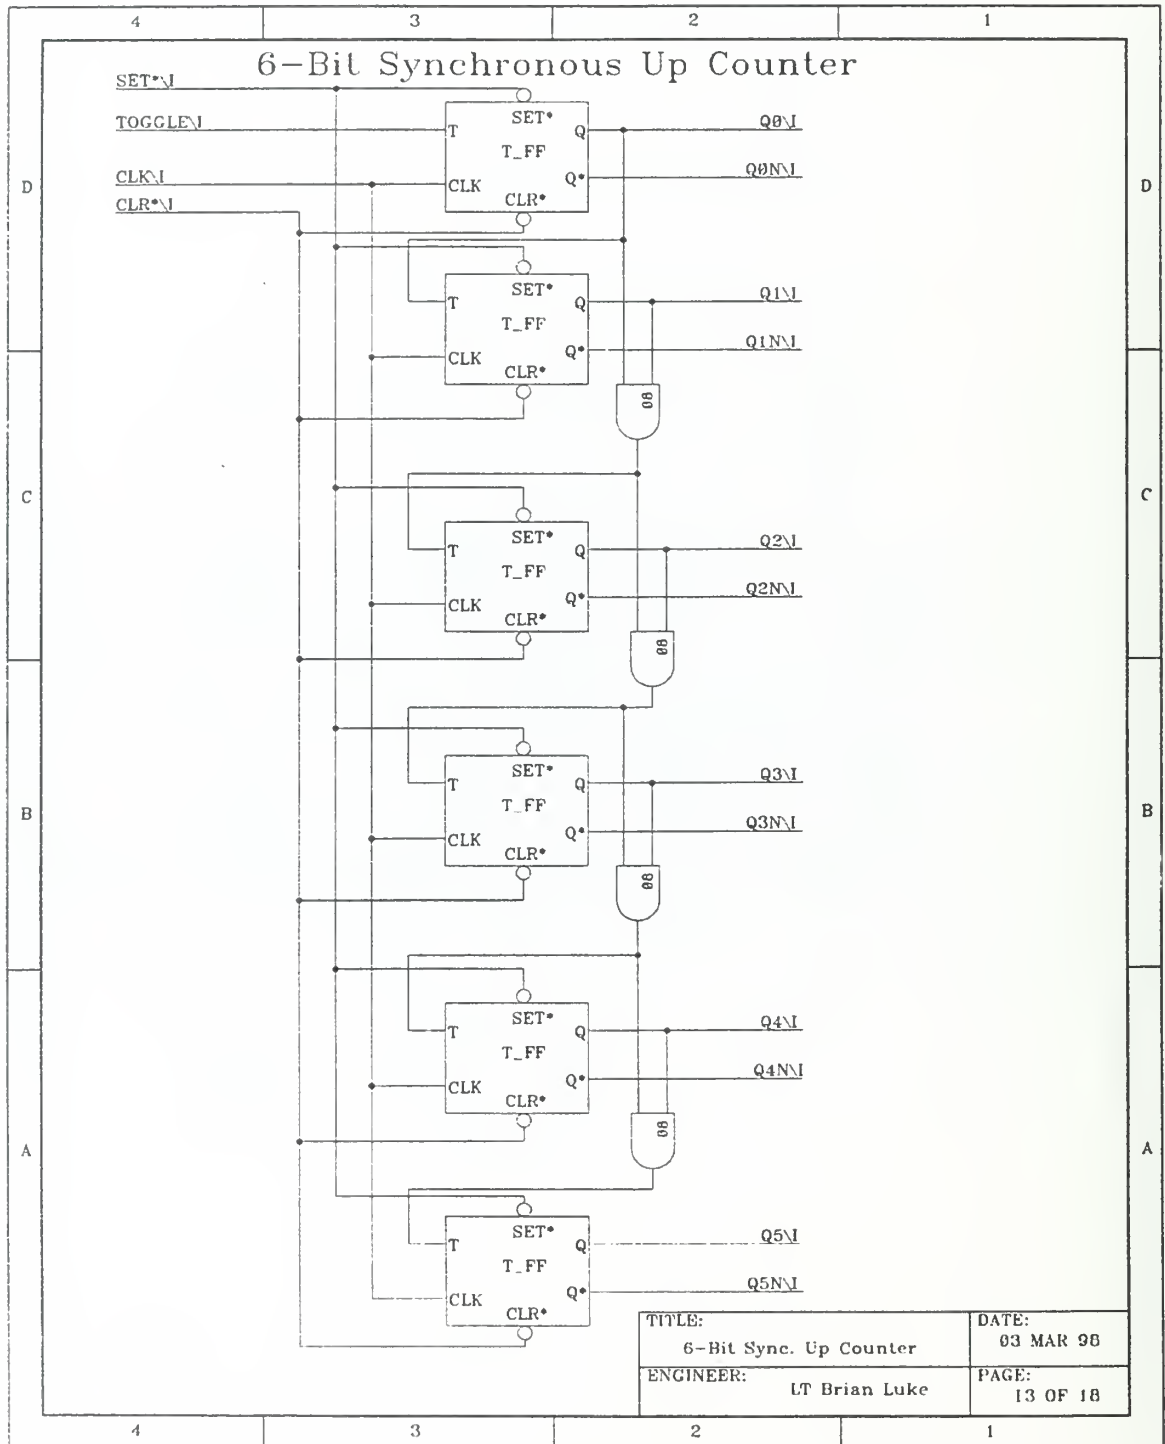 4 3 2 1
6-Bit Synchronous Up Counter
SET*\I
TOGGLE\I
CLK\I
CLR*\I
SET*
T Q
T_FF
CLK Q*
CLR*
Q0\I
Q0N\I
D D
SET*
T Q
T_FF
CLK Q*
CLR*
Q1\I
Q1N\I
08
C C
SET*
T Q
T_FF
CLK Q*
CLR*
Q2\I
Q2N\I
08
SET*
T Q
T_FF
CLK Q*
CLR*
Q3\I
Q3N\I
B B
08
SET*
T Q
T_FF
CLK Q*
CLR*
Q4\I
Q4N\I
08
A A
SET*
T Q
T_FF
CLK Q*
CLR*
Q5\I
Q5N\I
TITLE:
6-Bit Sync. Up Counter
DATE:
03 MAR 98
ENGINEER:
LT Brian Luke
PAGE:
13 OF 18
4 3 2 1